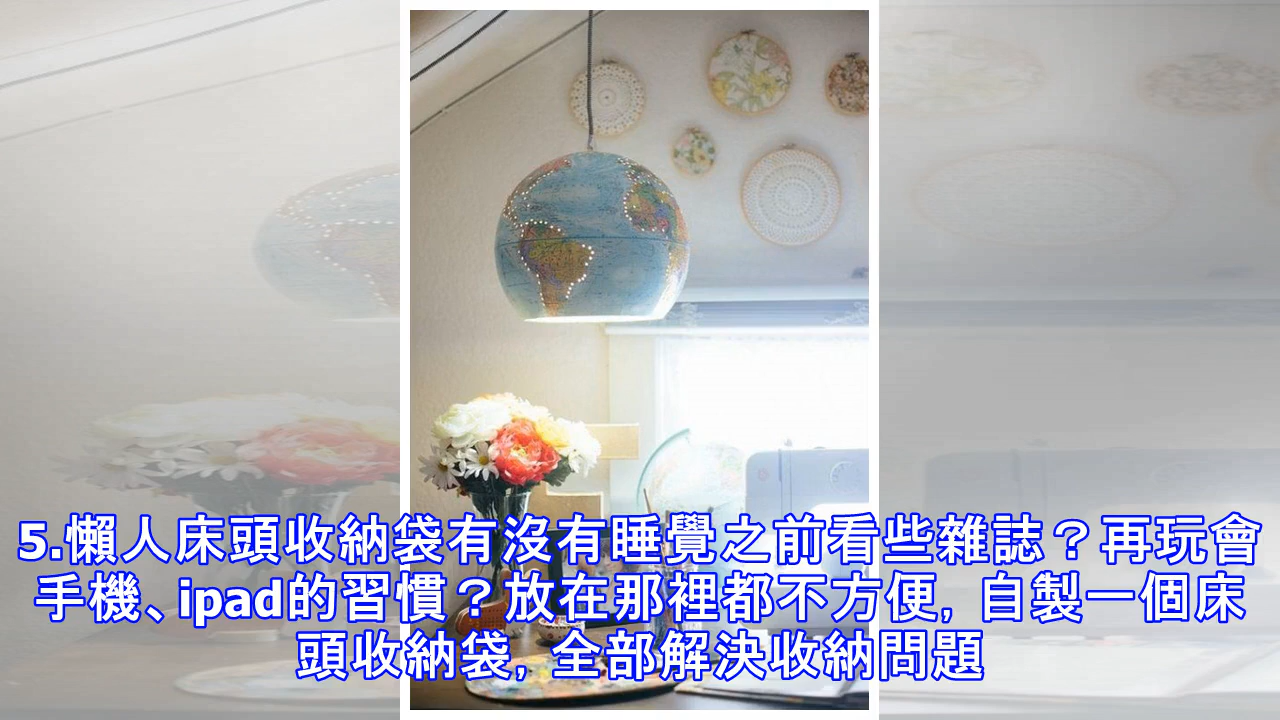 5.懶人床頭收納袋有沒有睡覺之前看些雜誌？再玩會
手機、ipad的習慣？放在那裡都不方便, 自製一個床
頭收納袋, 全部解決收納問題